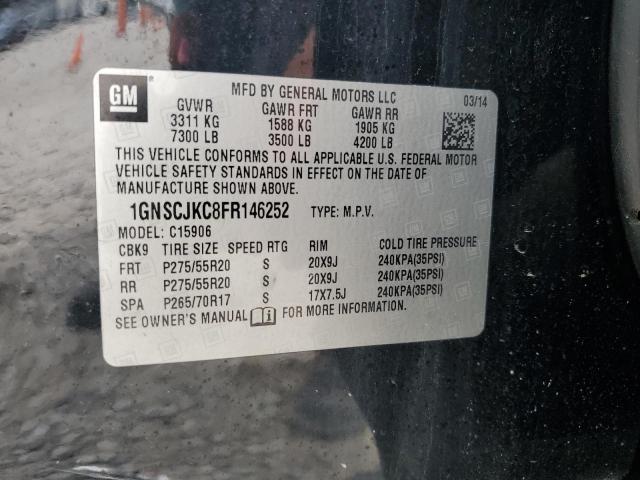 GM
MFD BY GENERAL MOTORS LLC 03/14
GVWR GAWR FRT GAWR RR
3311 KG 1588 KG 1905 KG
7300 LB 3500 LB 4200 LB
THIS VEHICLE CONFORMS TO ALL APPLICABLE U.S. FEDERAL MOTOR
VEHICLE SAFETY STANDARDS IN EFFECT ON THE DATE OF
MANUFACTURE SHOWN ABOVE.
1GNSCJKC8FR146252 TYPE: M.P.V.
MODEL: C15906
CBK9 TIRE SIZE SPEED RTG RIM COLD TIRE PRESSURE
FRT P275/55R20 S 20X9J 240KPA(35PSI)
RR P275/55R20 S 20X9J 240KPA(35PSI)
SPA P265/70R17 S 17X7.5J 240KPA(35PSI)
SEE OWNER'S MANUAL FOR MORE INFORMATION.